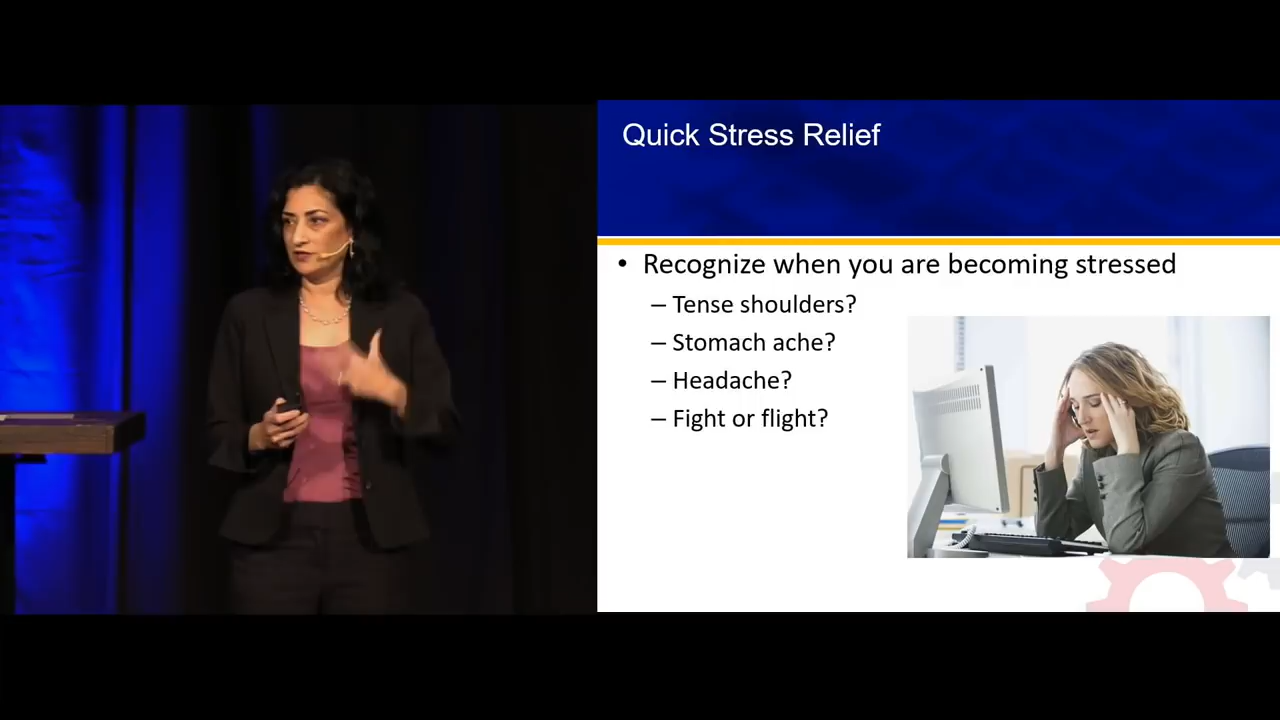 Quick Stress Relief
• Recognize when you are becoming stressed
– Tense shoulders?
– Stomach ache?
– Headache?
– Fight or flight?